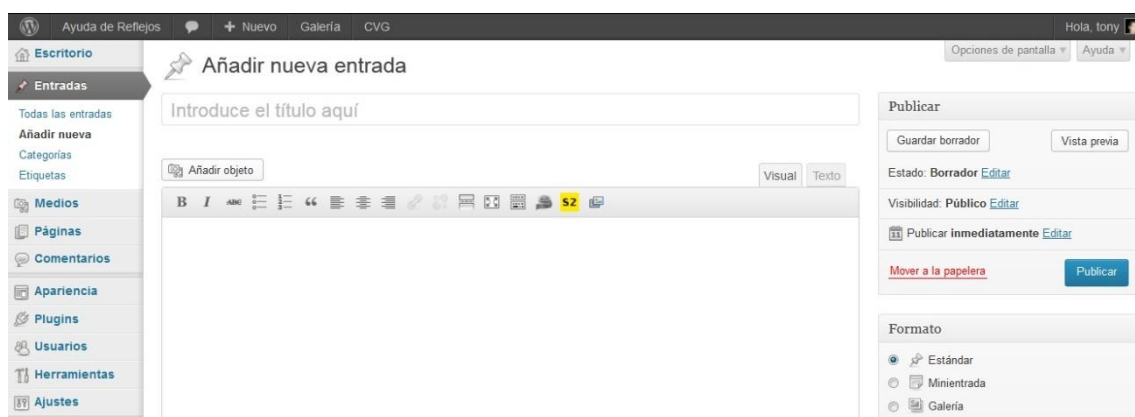 Ayuda de Reflejos + Nuevo Galería CVG Hola, tony
Escritorio
Entradas
Todas las entradas
Añadir nueva
Categorías
Etiquetas
Medios
Páginas
Comentarios
Apariencia
Plugins
Usuarios
Herramientas
Ajustes
Opciones de pantalla Ayuda
Añadir nueva entrada
Introduce el título aquí
Añadir objeto
Visual Texto
B I ABC S2
Publicar
Guardar borrador Vista previa
Estado: Borrador Editar
Visibilidad: Público Editar
11 Publicar inmediatamente Editar
Mover a la papelera Publicar
Formato
Estándar
Minientrada
Galería